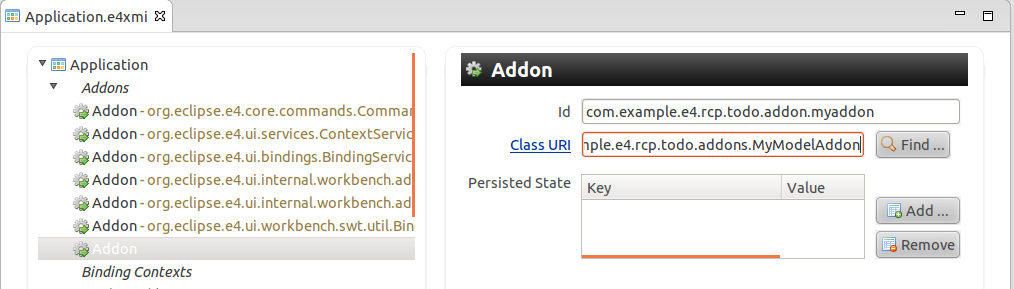 Application.e4xmi
Application
Addons
Addon - org.eclipse.e4.core.commands.Comma
Addon - org.eclipse.e4.ui.services.ContextServic
Addon - org.eclipse.e4.ui.bindings.BindingService
Addon - org.eclipse.e4.ui.internal.workbench.ad
Addon - org.eclipse.e4.ui.internal.workbench.ad
Addon - org.eclipse.e4.ui.workbench.swt.util.Bin
Addon
Binding Contexts
Addon
Id com.example.e4.rcp.todo.addon.myaddon
Class URI nple.e4.rcp.todo.addons.MyModelAddon Find ...
Persisted State Key Value
Add ...
Remove